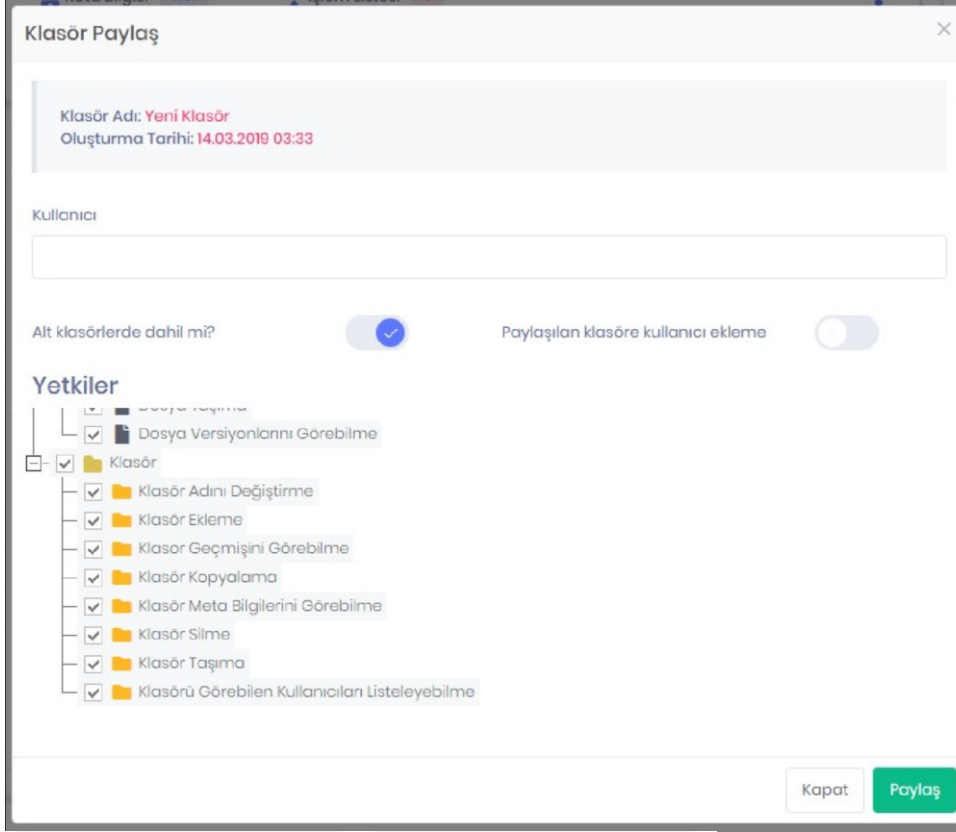 Klasör Paylaş
Klasör Adı: Yeni Klasör
Oluşturma Tarihi: 14.03.2019 03:33
Kullanıcı
Alt klasörlerde dahil mi? Paylaşılan klasöre kullanıcı ekleme
Yetkiler
Dosya Taşıma
Dosya Versiyonlarını Görebilme
Klasör
Klasör Adını Değiştirme
Klasör Ekleme
Klasor Geçmişini Görebilme
Klasör Kopyalama
Klasör Meta Bilgilerini Görebilme
Klasör Silme
Klasör Taşıma
Klasörü Görebilen Kullanıcıları Listeleyebilme
Kapat Paylaş